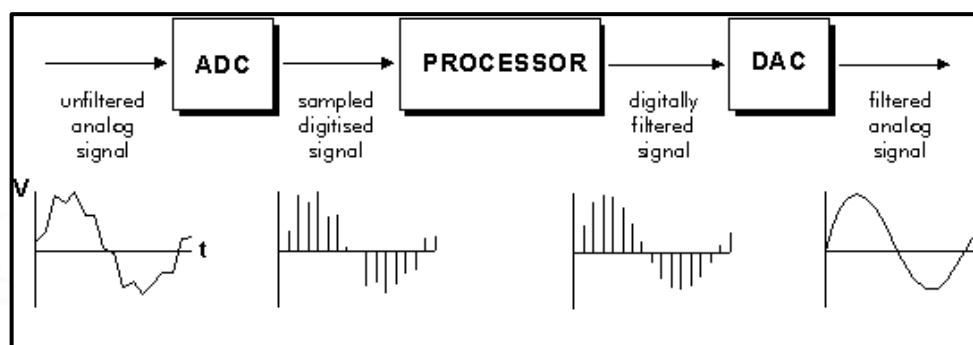 ADC
PROCESSOR
DAC
unfiltered
analog
signal
sampled
digitised
signal
digitally
filtered
signal
filtered
analog
signal
V
t